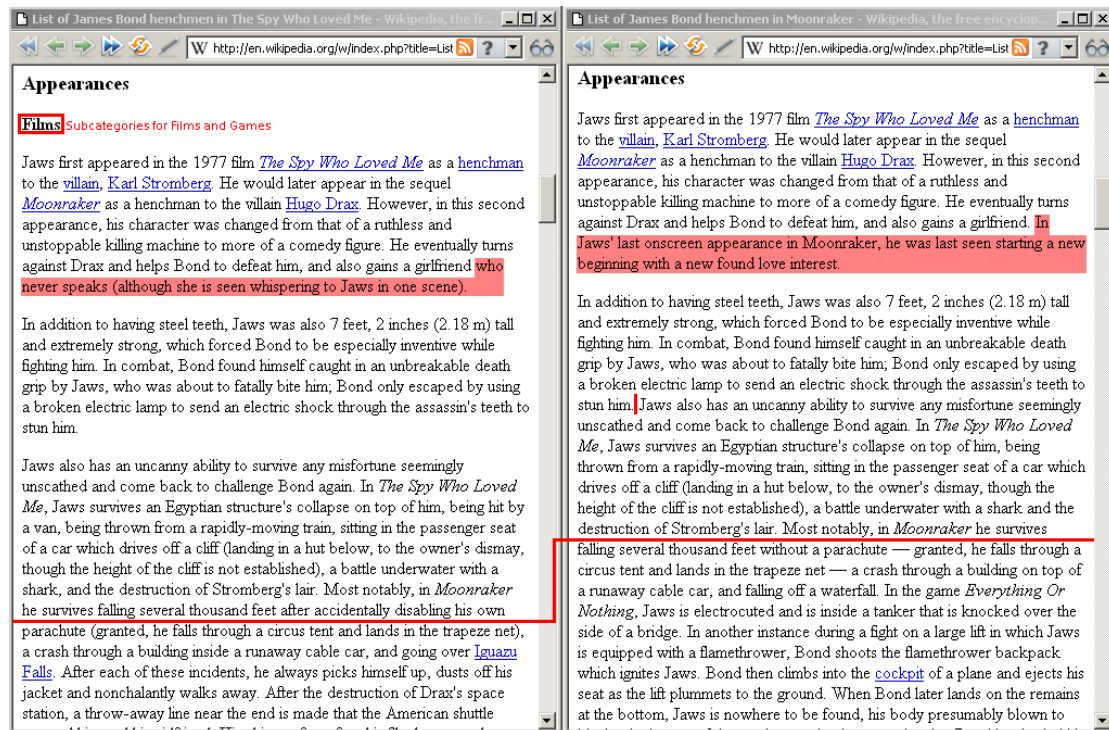 List of James Bond henchmen in The Spy Who Loved Me - Wikipedia, the fr...
W http://en.wikipedia.org/w/index.php?title=List
Appearances
Films Subcategories for Films and Games
Jaws first appeared in the 1977 film The Spy Who Loved Me as a henchman
to the villain, Karl Stromberg. He would later appear in the sequel
Moonraker as a henchman to the villain Hugo Drax. However, in this second
appearance, his character was changed from that of a ruthless and
unstoppable killing machine to more of a comedy figure. He eventually turns
against Drax and helps Bond to defeat him, and also gains a girlfriend who
never speaks (although she is seen whispering to Jaws in one scene).
In addition to having steel teeth, Jaws was also 7 feet, 2 inches (2.18 m) tall
and extremely strong, which forced Bond to be especially inventive while
fighting him. In combat, Bond found himself caught in an unbreakable death
grip by Jaws, who was about to fatally bite him; Bond only escaped by using
a broken electric lamp to send an electric shock through the assassin's teeth to
stun him.
Jaws also has an uncanny ability to survive any misfortune seemingly
unscathed and come back to challenge Bond again. In The Spy Who Loved
Me, Jaws survives an Egyptian structure's collapse on top of him, being hit by
a van, being thrown from a rapidly-moving train, sitting in the passenger seat
of a car which drives off a cliff (landing in a hut below, to the owner's dismay,
though the height of the cliff is not established), a battle underwater with a
shark, and the destruction of Stromberg's lair. Most notably, in Moonraker
he survives falling several thousand feet after accidentally disabling his own
parachute (granted, he falls through a circus tent and lands in the trapeze net),
a crash through a building inside a runaway cable car, and going over Iguazu
Falls. After each of these incidents, he always picks himself up, dusts off his
jacket and nonchalantly walks away. After the destruction of Drax's space
station, a throw-away line near the end is made that the American shuttle
List of James Bond henchmen in Moonraker - Wikipedia, the free encyclop...
W http://en.wikipedia.org/w/index.php?title=List
Appearances
Jaws first appeared in the 1977 film The Spy Who Loved Me as a henchman
to the villain, Karl Stromberg. He would later appear in the sequel
Moonraker as a henchman to the villain Hugo Drax. However, in this second
appearance, his character was changed from that of a ruthless and
unstoppable killing machine to more of a comedy figure. He eventually turns
against Drax and helps Bond to defeat him, and also gains a girlfriend. In
Jaws' last onscreen appearance in Moonraker, he was last seen starting a new
beginning with a new found love interest.
In addition to having steel teeth, Jaws was also 7 feet, 2 inches (2.18 m) tall
and extremely strong, which forced Bond to be especially inventive while
fighting him. In combat, Bond found himself caught in an unbreakable death
grip by Jaws, who was about to fatally bite him; Bond only escaped by using
a broken electric lamp to send an electric shock through the assassin's teeth to
stun him. Jaws also has an uncanny ability to survive any misfortune seemingly
unscathed and come back to challenge Bond again. In The Spy Who Loved
Me, Jaws survives an Egyptian structure's collapse on top of him, being
thrown from a rapidly-moving train, sitting in the passenger seat of a car which
drives off a cliff (landing in a hut below, to the owner's dismay, though the
height of the cliff is not established), a battle underwater with a shark and the
destruction of Stromberg's lair. Most notably, in Moonraker he survives
falling several thousand feet without a parachute — granted, he falls through a
circus tent and lands in the trapeze net — a crash through a building on top of
a runaway cable car, and falling off a waterfall. In the game Everything Or
Nothing, Jaws is electrocuted and is inside a tanker that is knocked over the
side of a bridge. In another instance during a fight on a large lift in which Jaws
is equipped with a flamethrower, Bond shoots the flamethrower backpack
which ignites Jaws. Bond then climbs into the cockpit of a plane and ejects his
seat as the lift plummets to the ground. When Bond later lands on the remains
at the bottom, Jaws is nowhere to be found, his body presumably blown to